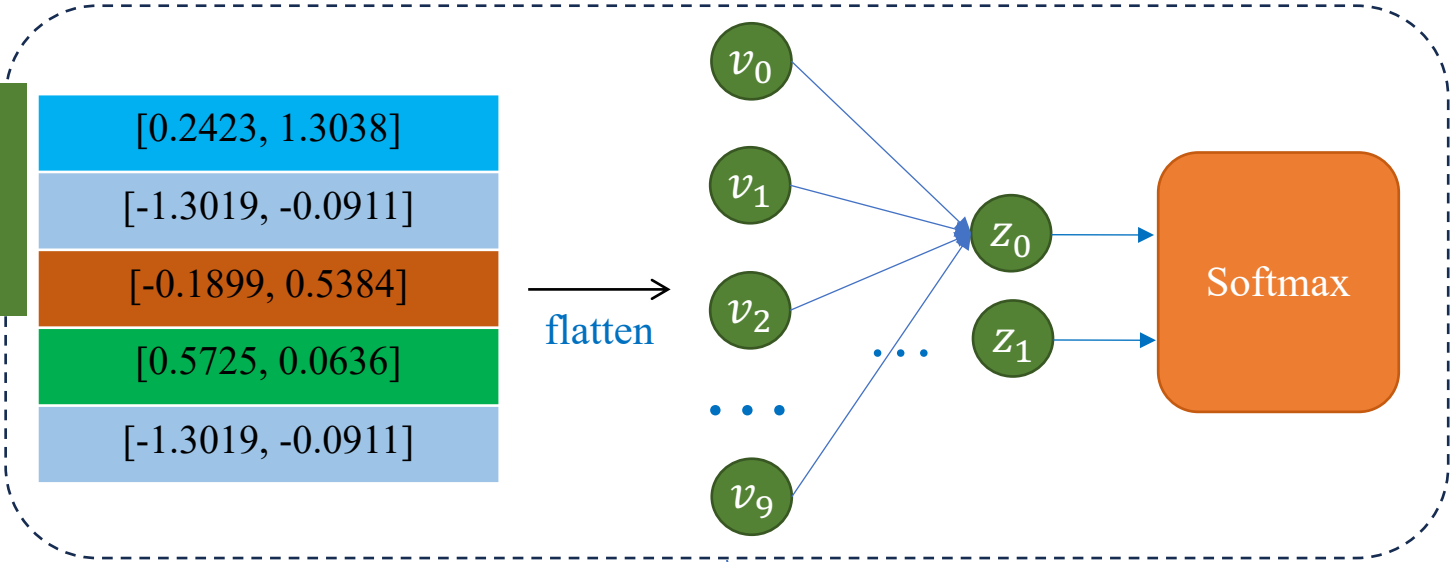 [0.2423, 1.3038]
[-1.3019, -0.0911]
[-0.1899, 0.5384]
[0.5725, 0.0636]
[-1.3019, -0.0911]
flatten
v₀
v₁
v₂
...
v₉
...
z₀
z₁
Softmax